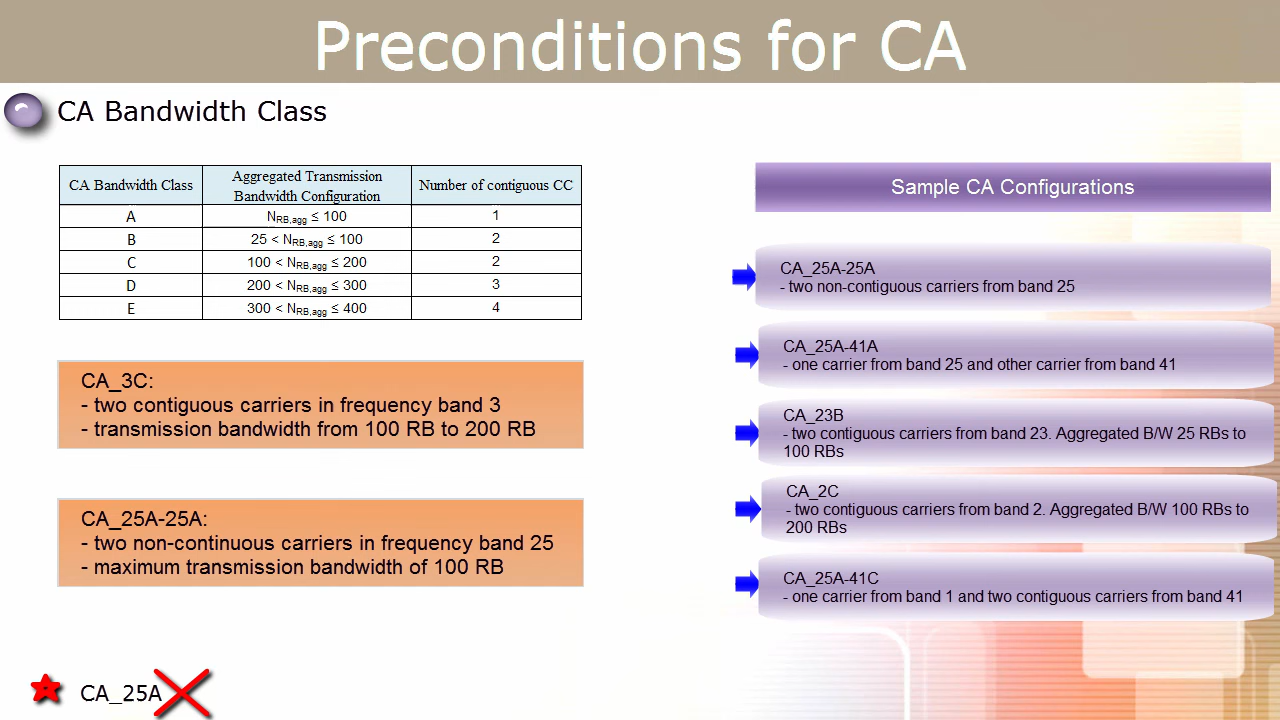 Preconditions for CA
CA Bandwidth Class
CA Bandwidth Class
Aggregated Transmission
Bandwidth Configuration
Number of contiguous CC
A
NRB,agg ≤ 100
1
B
25 < NRB,agg ≤ 100
2
C
100 < NRB,agg ≤ 200
2
D
200 < NRB,agg ≤ 300
3
E
300 < NRB,agg ≤ 400
4
CA_3C:
- two contiguous carriers in frequency band 3
- transmission bandwidth from 100 RB to 200 RB
CA_25A-25A:
- two non-continuous carriers in frequency band 25
- maximum transmission bandwidth of 100 RB
CA_25A
Sample CA Configurations
CA_25A-25A
- two non-contiguous carriers from band 25
CA_25A-41A
- one carrier from band 25 and other carrier from band 41
CA_23B
- two contiguous carriers from band 23. Aggregated B/W 25 RBs to
100 RBs
CA_2C
- two contiguous carriers from band 2. Aggregated B/W 100 RBs to
200 RBs
CA_25A-41C
- one carrier from band 1 and two contiguous carriers from band 41